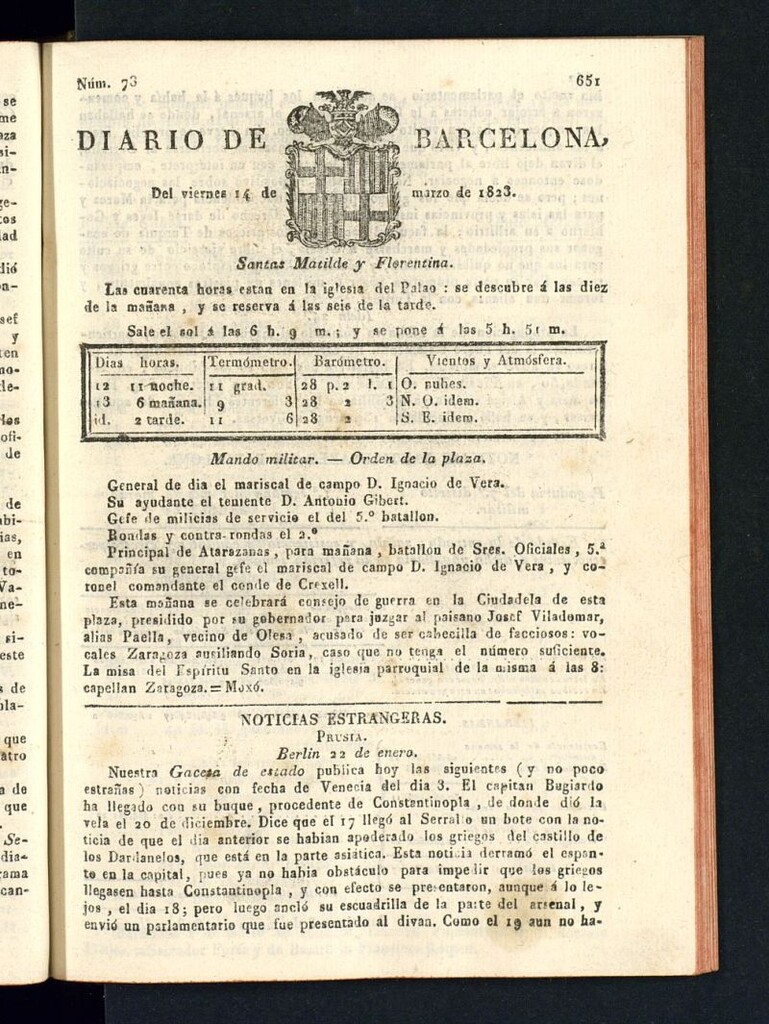 Núm. 73
651
DIARIO DE BARCELONA,
Del viernes 14 de marzo de 1823.
Santas Matilde y Florentina.
Las cuarenta horas estan en la iglesia del Palao : se descubre á las diez
de la mañana , y se reserva á las seis de la tarde.
Sale el sol á las 6 h. 9 m.; y se pone á las 5 h. 51 m.
Dias horas. Termómetro. Barómetro. Vientos y Atmósfera.
12 11 noche. 11 grad. 28 p. 2 l. 1 O. nubes.
13 6 mañana. 9 3 28 2 3 N. O. idem.
id. 2 tarde. 11 6 28 2 S. E. idem.
Mando militar. — Orden de la plaza.
General de dia el mariscal de campo D. Ignacio de Vera.
Su ayudante el teniente D. Antonio Gibert.
Gefe de milicias de servicio el del 5.º batallon.
Rondas y contra-rondas el 2.º
Principal de Atarazanas , para mañana , batallon de Sres. Oficiales , 5.ª
compañía su general gefe el mariscal de campo D. Ignacio de Vera , y co-
ronel comandante el conde de Crexell.
Esta mañana se celebrará consejo de guerra en la Ciudadela de esta
plaza, presidido por su gobernador para juzgar al paisano Josef Viladomar,
alias Paella, vecino de Olesa , acusado de ser cabecilla de facciosos : vo-
cales Zaragoza ausiliando Soria, caso que no tenga el número suficiente.
La misa del Espíritu Santo en la iglesia parroquial de la misma á las 8:
capellan Zaragoza. = Moxó.
NOTICIAS ESTRANGERAS.
PRUSIA.
Berlin 22 de enero.
Nuestra Gaceta de estado publica hoy las siguientes ( y no poco
estrañas ) noticias con fecha de Venecia del dia 3. El capitan Bugiardo
ha llegado con su buque , procedente de Constantinopla , de donde dió la
vela el 20 de diciembre. Dice que el 17 llegó al Serrallo un bote con la no-
ticia de que el dia anterior se habian apoderado los griegos del castillo de
los Dardanelos, que está en la parte asiática. Esta noticia derramó el espan-
to en la capital, pues ya no habia obstáculo para impedir que los griegos
llegasen hasta Constantinopla , y con efecto se presentaron, aunque á lo le-
jos , el dia 18; pero luego ancló su escuadrilla de la parte del arsenal, y
envió un parlamentario que fue presentado al divan. Como el 19 aun no ha-